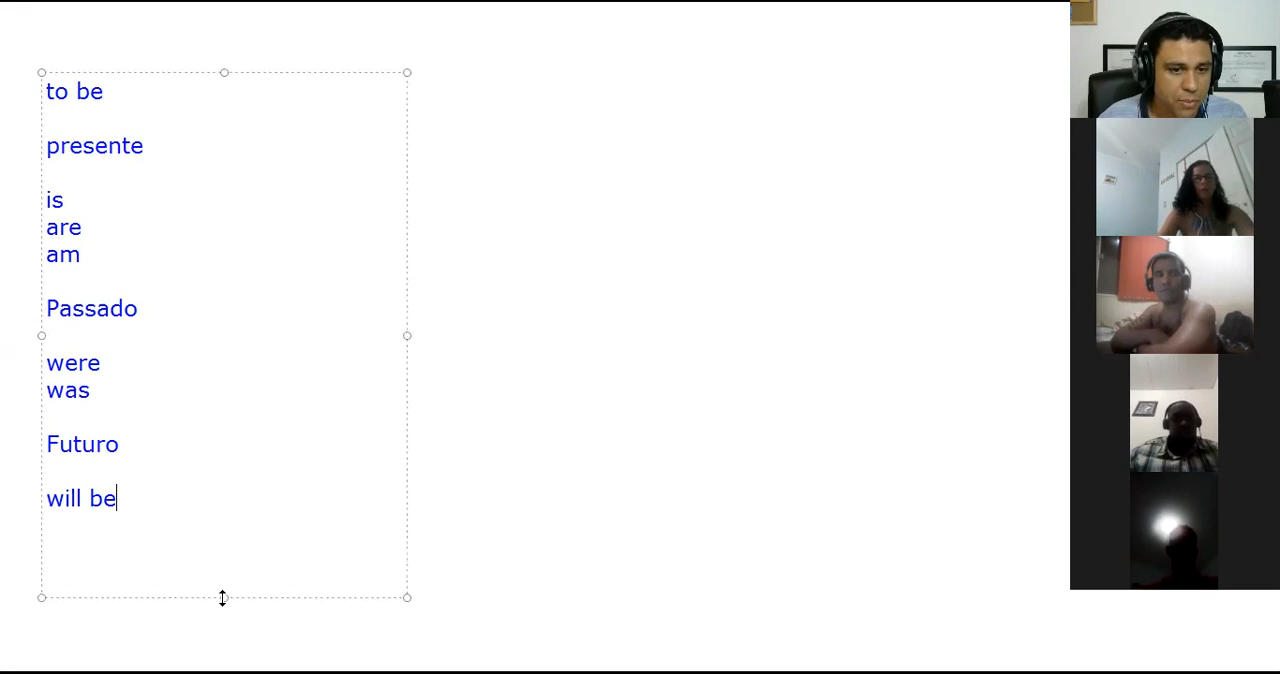 to be
presente
is
are
am
Passado
were
was
Futuro
will be